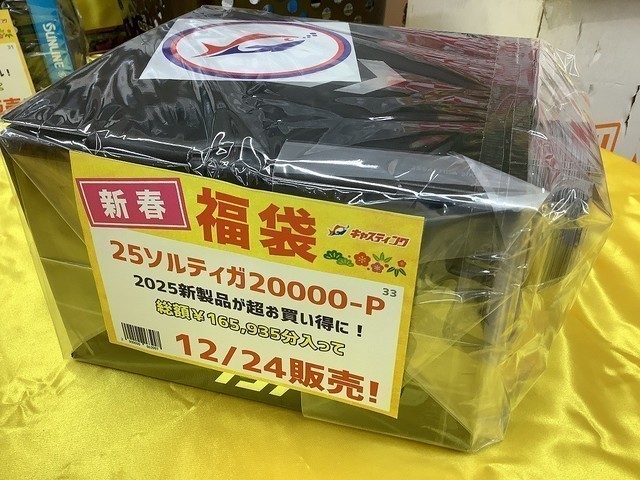 新春
福袋
キャスティング
25ソルティガ20000-P
33
2025新製品が超お買い得に!
総額¥165,935分入って
12/24販売!